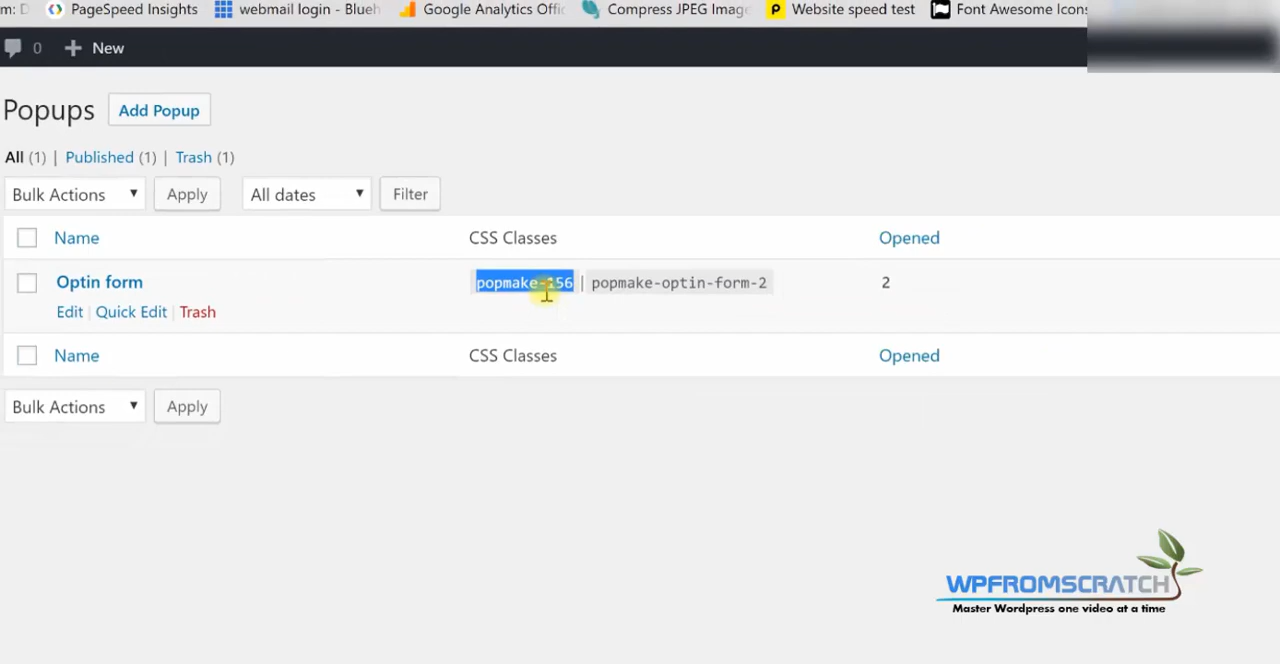 m: D PageSpeed Insights webmail login - Blueh Google Analytics Offic Compress JPEG Image Website speed test Font Awesome Icons
0 New
Popups Add Popup
All (1) | Published (1) | Trash (1)
Bulk Actions Apply All dates Filter
Name CSS Classes Opened
Optin form popmake-156 | popmake-optin-form-2 2
Edit | Quick Edit | Trash
Name CSS Classes Opened
Bulk Actions Apply
WPFROMSCRATCH
Master Wordpress one video at a time